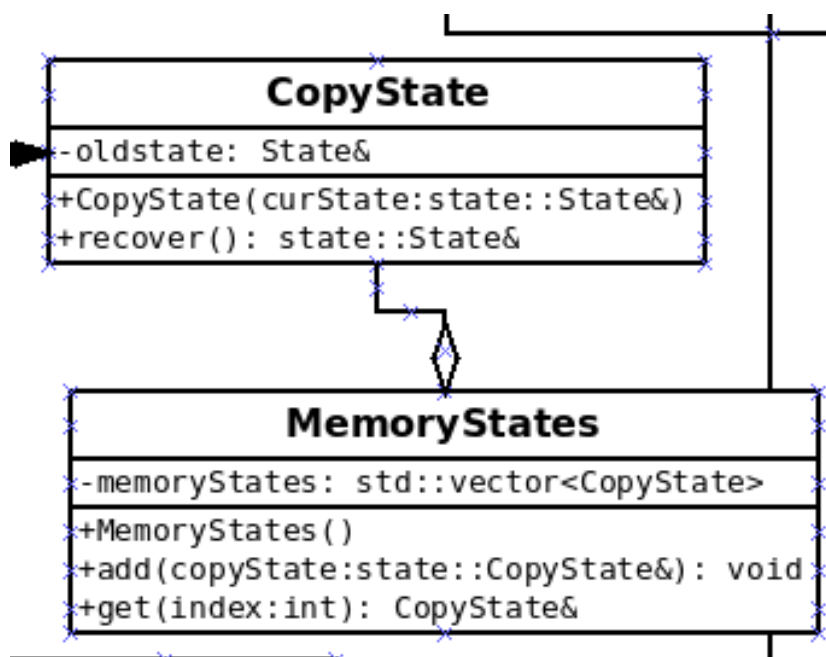 CopyState
-oldstate: State&
+CopyState(curState:state::State&)
+recover(): state::State&
MemoryStates
-memoryStates: std::vector<CopyState>
+MemoryStates()
+add(copyState:state::CopyState&): void
+get(index:int): CopyState&